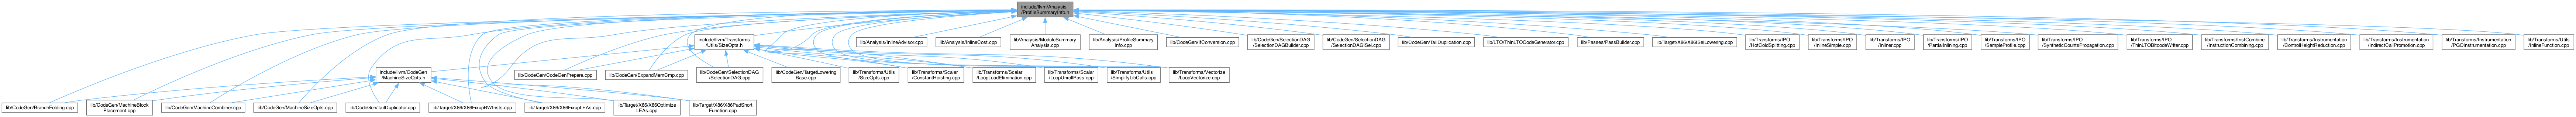 include/llvm/Analysis
/ProfileSummaryInfo.h
include/llvm/Transforms
/Utils/SizeOpts.h
lib/Analysis/InlineAdvisor.cpp
lib/Analysis/InlineCost.cpp
lib/Analysis/ModuleSummary
Analysis.cpp
lib/Analysis/ProfileSummary
Info.cpp
lib/CodeGen/IfConversion.cpp
lib/CodeGen/SelectionDAG
/SelectionDAGBuilder.cpp
lib/CodeGen/SelectionDAG
/SelectionDAGISel.cpp
lib/CodeGen/TailDuplication.cpp
lib/LTO/ThinLTOCodeGenerator.cpp
lib/Passes/PassBuilder.cpp
lib/Target/X86/X86ISelLowering.cpp
lib/Transforms/IPO
/HotColdSplitting.cpp
lib/Transforms/IPO
/InlineSimple.cpp
lib/Transforms/IPO
/Inliner.cpp
lib/Transforms/IPO
/PartialInlining.cpp
lib/Transforms/IPO
/SampleProfile.cpp
lib/Transforms/IPO
/SyntheticCountsPropagation.cpp
lib/Transforms/IPO
/ThinLTOBitcodeWriter.cpp
lib/Transforms/InstCombine
/InstructionCombining.cpp
lib/Transforms/Instrumentation
/ControlHeightReduction.cpp
lib/Transforms/Instrumentation
/IndirectCallPromotion.cpp
lib/Transforms/Instrumentation
/PGOInstrumentation.cpp
lib/Transforms/Utils
/InlineFunction.cpp
include/llvm/CodeGen
/MachineSizeOpts.h
lib/CodeGen/CodeGenPrepare.cpp
lib/CodeGen/ExpandMemCmp.cpp
lib/CodeGen/SelectionDAG
/SelectionDAG.cpp
lib/CodeGen/TargetLowering
Base.cpp
lib/Transforms/Utils
/SizeOpts.cpp
lib/Transforms/Scalar
/ConstantHoisting.cpp
lib/Transforms/Scalar
/LoopLoadElimination.cpp
lib/Transforms/Scalar
/LoopUnrollPass.cpp
lib/Transforms/Utils
/SimplifyLibCalls.cpp
lib/Transforms/Vectorize
/LoopVectorize.cpp
lib/CodeGen/BranchFolding.cpp
lib/CodeGen/MachineBlock
Placement.cpp
lib/CodeGen/MachineCombiner.cpp
lib/CodeGen/MachineSizeOpts.cpp
lib/CodeGen/TailDuplicator.cpp
lib/Target/X86/X86FixupBWInsts.cpp
lib/Target/X86/X86FixupLEAs.cpp
lib/Target/X86/X86Optimize
LEAs.cpp
lib/Target/X86/X86PadShort
Function.cpp